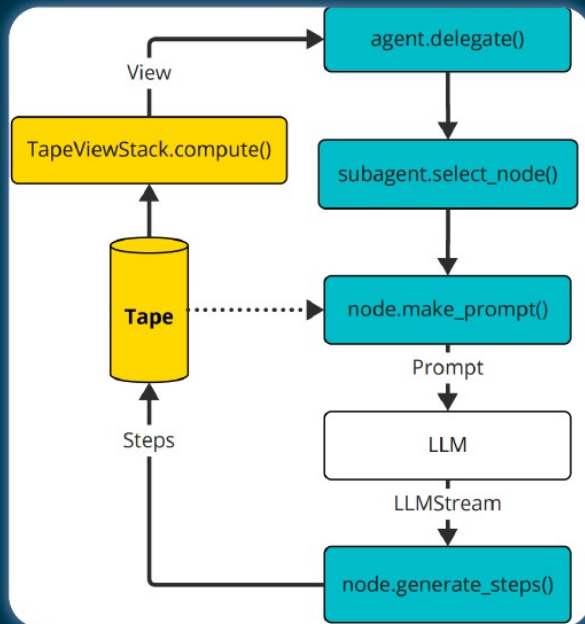 agent.delegate()
View
TapeViewStack.compute()
subagent.select_node()
Tape
node.make_prompt()
Prompt
Steps
LLM
LLMStream
node.generate_steps()